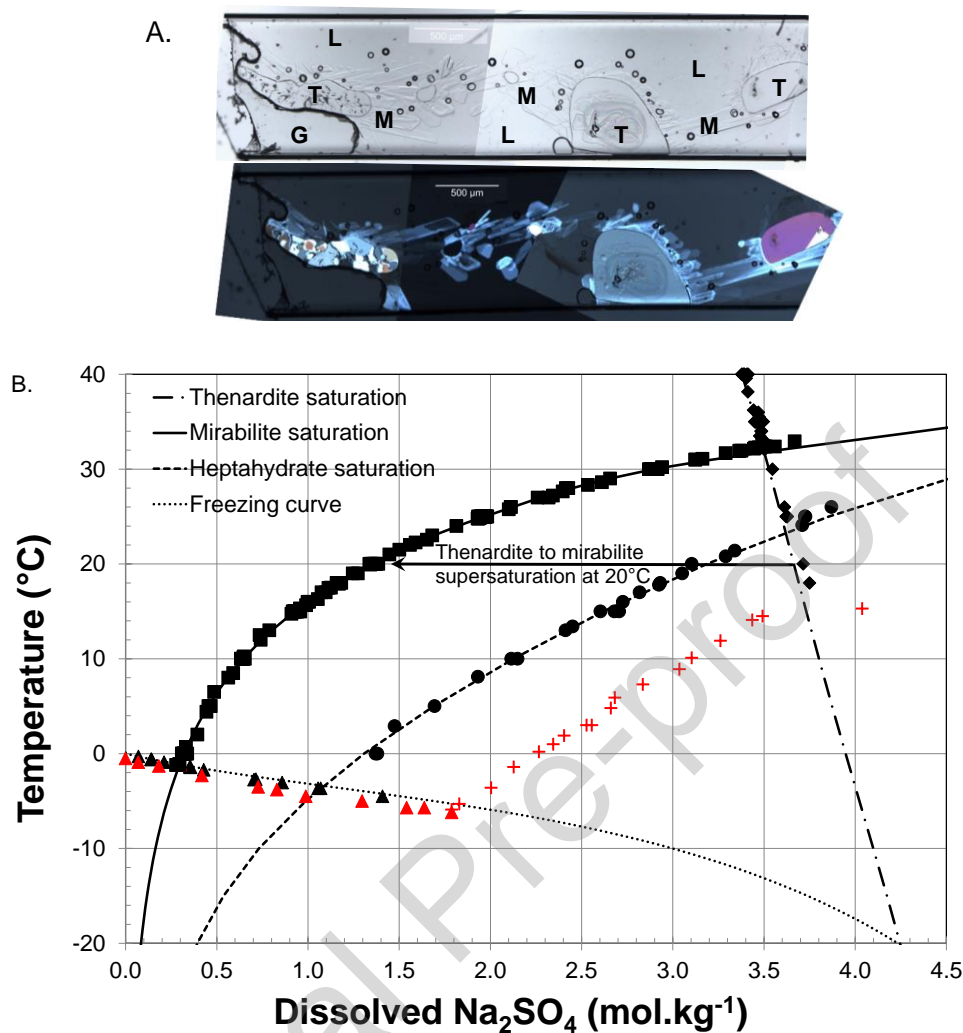 A.
500 µm
L
L
T
T
M
M
M
G
L
T
500 µm
B.
40
30
20
10
0
-10
-20
Thenardite saturation
Mirabilite saturation
Heptahydrate saturation
Freezing curve
Thenardite to mirabilite
supersaturation at 20°C
Temperature (°C)
0.0 0.5 1.0 1.5 2.0 2.5 3.0 3.5 4.0 4.5
Dissolved Na₂SO₄ (mol.kg⁻¹)
al Pre-proof